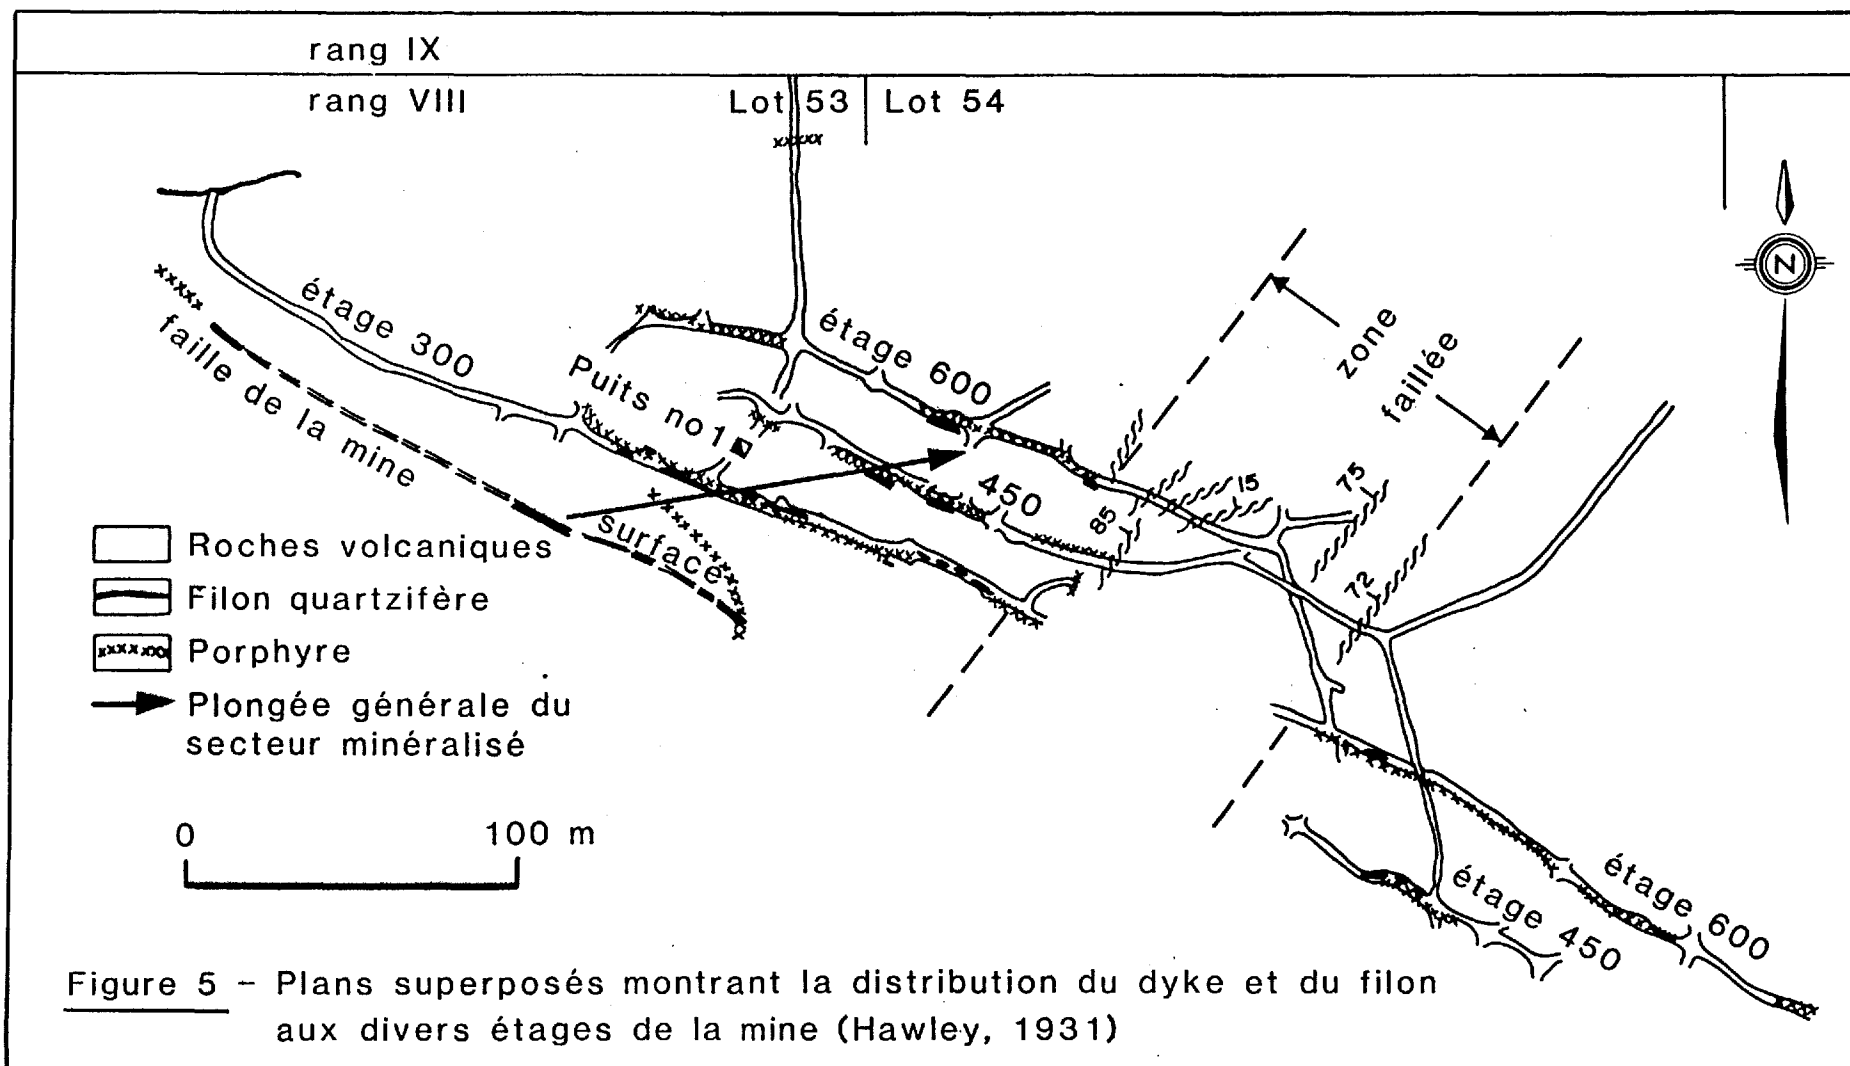 rang IX
rang VIII
Lot 53
Lot 54
N
étage 300
faille de la mine
surface
Puits no 1
étage 600
450
zone
faillée
85
15
75
72
étage 600
étage 450
Roches volcaniques
Filon quartzifère
Porphyre
Plongée générale du
secteur minéralisé
0 100 m
Figure 5 - Plans superposés montrant la distribution du dyke et du filon
aux divers étages de la mine (Hawley, 1931)